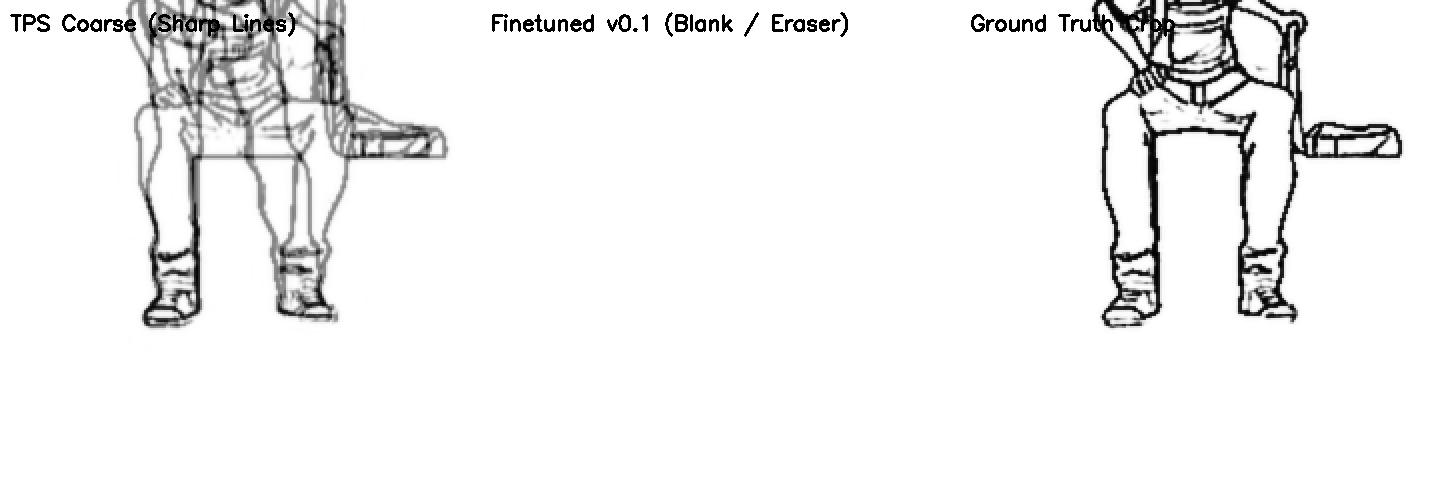 TPS Coarse (Sharp Lines)
Finetuned v0.1 (Blank / Eraser)
Ground Truth Crop